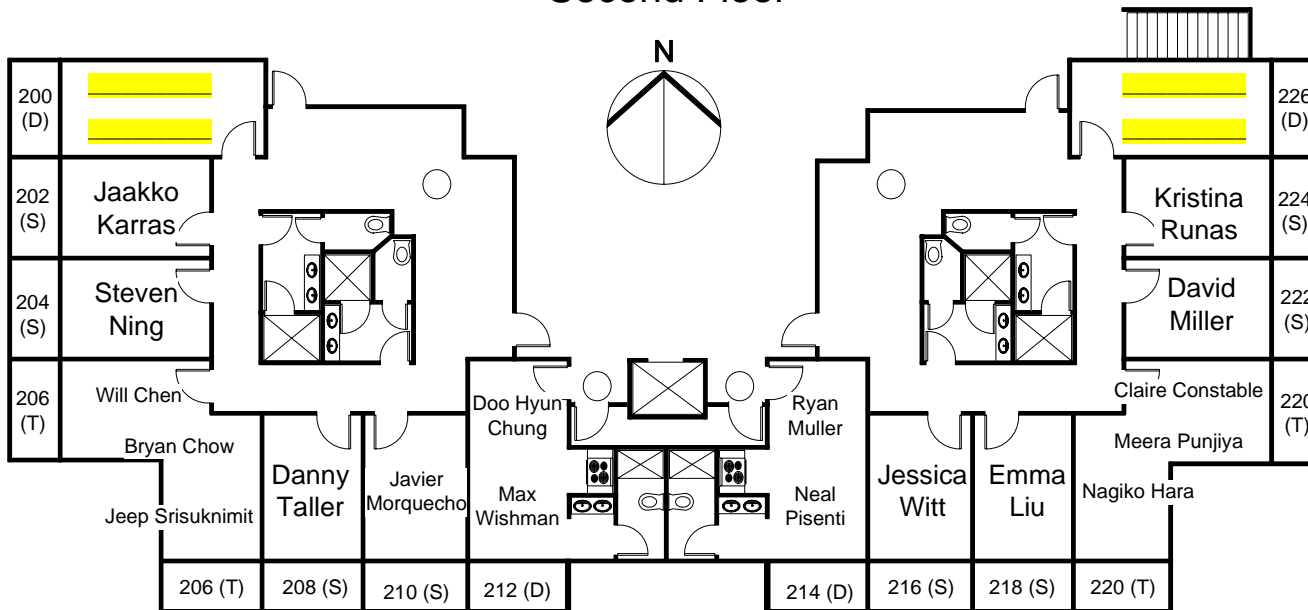 Second Floor
N
200
(D)
226
(D)
202
(S)
Jaakko
Karras
Kristina
Runas
224
(S)
204
(S)
Steven
Ning
David
Miller
222
(S)
206
(T)
Will Chen
Bryan Chow
Jeep Srisuknimit
Danny
Taller
Javier
Morquecho
Doo Hyun
Chung
Max
Wishman
Ryan
Muller
Neal
Pisenti
Jessica
Witt
Emma
Liu
Claire Constable
Meera Punjiya
Nagiko Hara
220
(T)
206 (T)
208 (S)
210 (S)
212 (D)
214 (D)
216 (S)
218 (S)
220 (T)